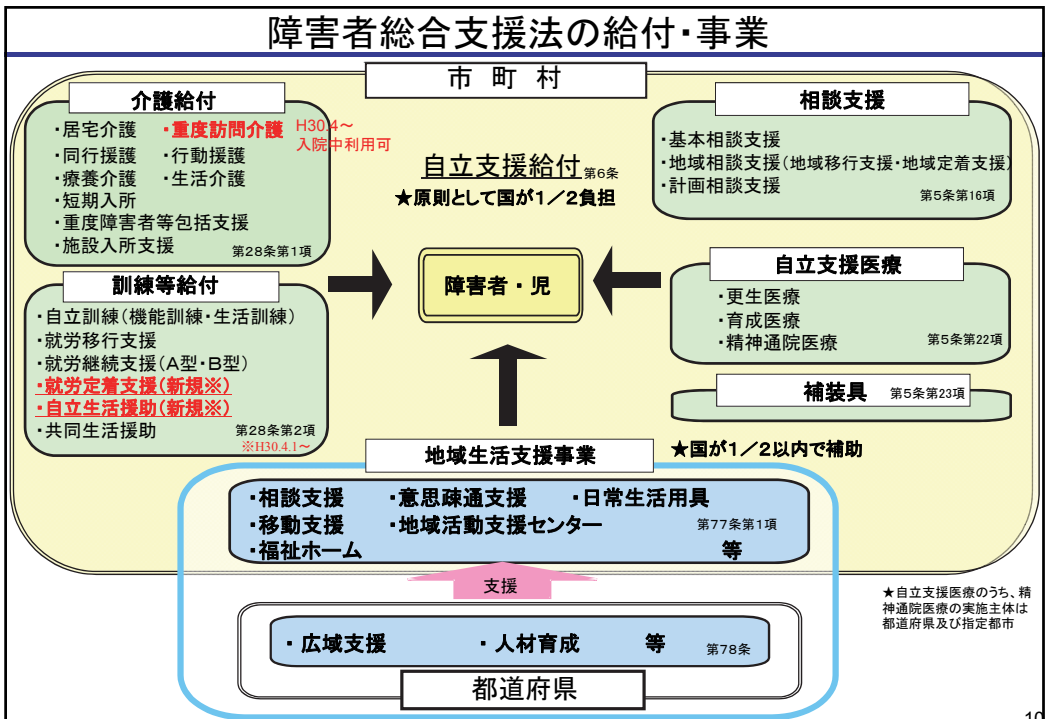 障害者総合支援法の給付・事業
市 町 村
介護給付
・居宅介護 ・重度訪問介護 H30.4～
入院中利用可
・同行援護 ・行動援護
・療養介護 ・生活介護
・短期入所
・重度障害者等包括支援
・施設入所支援 第28条第1項
自立支援給付 第6条
★原則として国が1／2負担
相談支援
・基本相談支援
・地域相談支援(地域移行支援・地域定着支援)
・計画相談支援
第5条第16項
訓練等給付
・自立訓練(機能訓練・生活訓練)
・就労移行支援
・就労継続支援(A型・B型)
・就労定着支援(新規※)
・自立生活援助(新規※)
・共同生活援助 第28条第2項
※H30.4.1～
障害者・児
自立支援医療
・更生医療
・育成医療
・精神通院医療 第5条第22項
補装具 第5条第23項
地域生活支援事業
★国が1／2以内で補助
・相談支援 ・意思疎通支援 ・日常生活用具
・移動支援 ・地域活動支援センター 第77条第1項
・福祉ホーム 等
支援
★自立支援医療のうち、精
神通院医療の実施主体は
都道府県及び指定都市
・広域支援 ・人材育成 等 第78条
都道府県
10